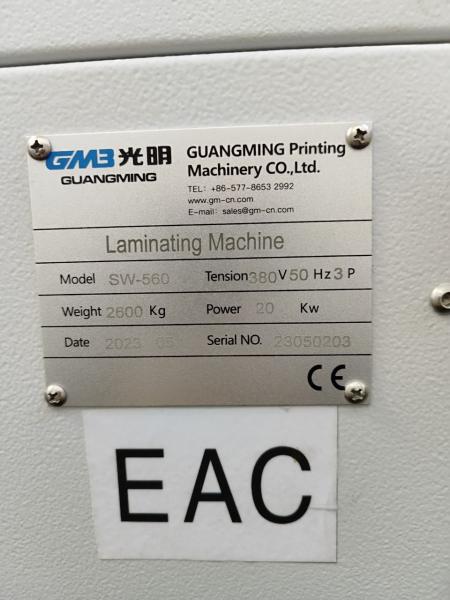 GMB光明
GUANGMING
GUANGMING Printing
Machinery CO.,Ltd.
TEL: +86-577-8653 2992
www.gm-cn.com
E-mail: sales@gm-cn.com
Laminating Machine
Model SW-560 Tension 380 V 50 Hz 3 P
Weight 2600 Kg Power 20 Kw
Date 2023 05 Serial NO. 23050203
CE
EAC